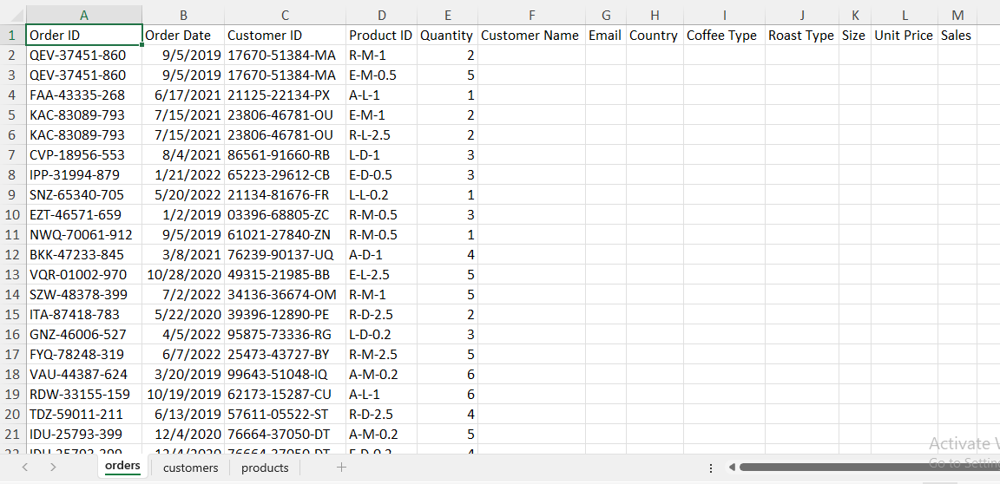 A B C D E F G H I J K L M
1 Order ID Order Date Customer ID Product ID Quantity Customer Name Email Country Coffee Type Roast Type Size Unit Price Sales
2 QEV-37451-860 9/5/2019 17670-51384-MA R-M-1 2
3 QEV-37451-860 9/5/2019 17670-51384-MA E-M-0.5 5
4 FAA-43335-268 6/17/2021 21125-22134-PX A-L-1 1
5 KAC-83089-793 7/15/2021 23806-46781-OU E-M-1 2
6 KAC-83089-793 7/15/2021 23806-46781-OU R-L-2.5 2
7 CVP-18956-553 8/4/2021 86561-91660-RB L-D-1 3
8 IPP-31994-879 1/21/2022 65223-29612-CB E-D-0.5 3
9 SNZ-65340-705 5/20/2022 21134-81676-FR L-L-0.2 1
10 EZT-46571-659 1/2/2019 03396-68805-ZC R-M-0.5 3
11 NWQ-70061-912 9/5/2019 61021-27840-ZN R-M-0.5 1
12 BKK-47233-845 3/8/2021 76239-90137-UQ A-D-1 4
13 VQR-01002-970 10/28/2020 49315-21985-BB E-L-2.5 5
14 SZW-48378-399 7/2/2022 34136-36674-OM R-M-1 5
15 ITA-87418-783 5/22/2020 39396-12890-PE R-D-2.5 2
16 GNZ-46006-527 4/5/2022 95875-73336-RG L-D-0.2 3
17 FYQ-78248-319 6/7/2022 25473-43727-BY R-M-2.5 5
18 VAU-44387-624 3/20/2019 99643-51048-IQ A-M-0.2 6
19 RDW-33155-159 10/19/2019 62173-15287-CU A-L-1 6
20 TDZ-59011-211 6/13/2019 57611-05522-ST R-D-2.5 4
21 IDU-25793-399 12/4/2020 76664-37050-DT A-M-0.2 5
22 IDU-25793-399 12/4/2020 76664-37050-DT E-D-0.2 4
Activate
Go to Settin
orders customers products